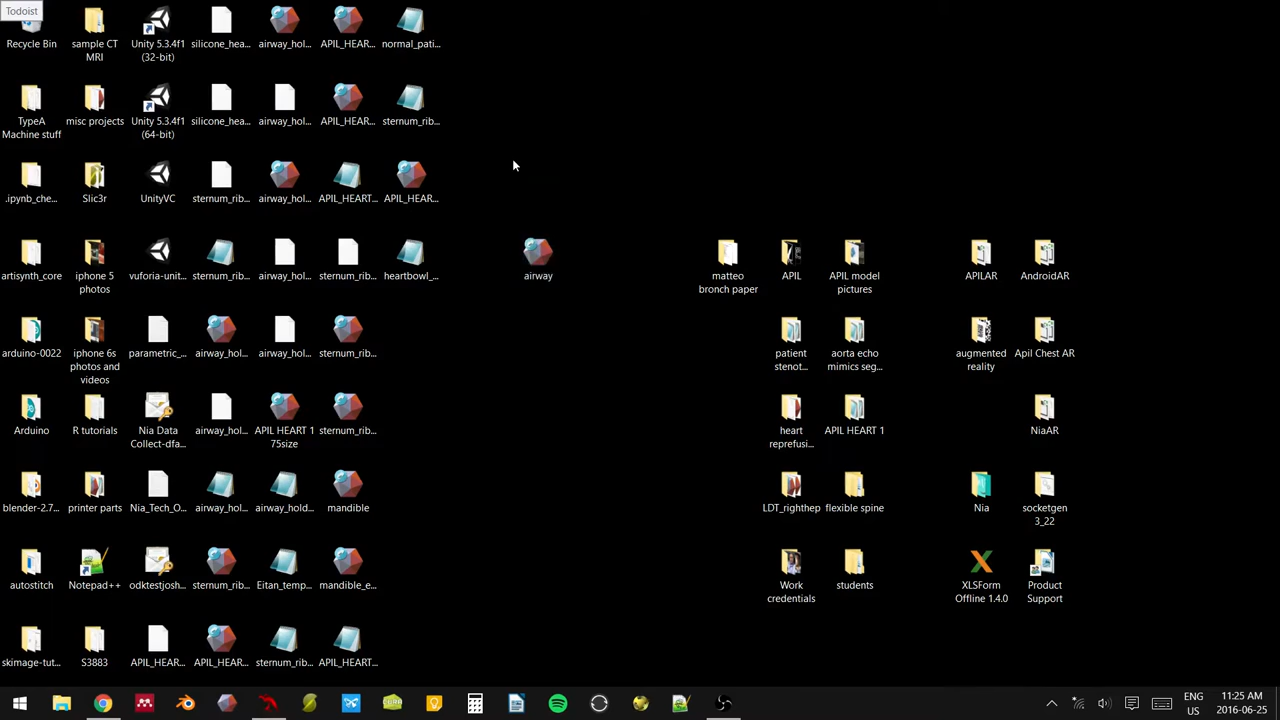 Todoist
Recycle Bin
sample CT
MRI
Unity 5.3.4f1
(32-bit)
silicone_hea...
airway_hol...
APIL_HEAR...
normal_pati...
TypeA
Machine stuff
misc projects
Unity 5.3.4f1
(64-bit)
silicone_hea...
airway_hol...
APIL_HEAR...
sternum_rib...
.ipynb_che...
Slic3r
UnityVC
sternum_rib...
airway_hol...
APIL_HEART...
APIL_HEAR...
artisynth_core
iphone 5
photos
vuforia-unit...
sternum_rib...
airway_hol...
sternum_rib...
heartbowl_...
airway
matteo
bronch paper
APIL
APIL model
pictures
APILAR
AndroidAR
arduino-0022
iphone 6s
photos and
videos
parametric_...
airway_hol...
airway_hol...
sternum_rib...
patient
stenot...
aorta echo
mimics seg...
augmented
reality
Apil Chest AR
Arduino
R tutorials
Nia Data
Collect-dfa...
airway_hol...
APIL HEART 1
75size
sternum_rib...
heart
reprefusi...
APIL HEART 1
NiaAR
blender-2.7...
printer parts
Nia_Tech_O...
airway_hol...
airway_hold...
mandible
LDT_righthep
flexible spine
Nia
socketgen
3_22
autostitch
Notepad++
odktestjosh...
sternum_rib...
Eitan_temp...
mandible_e...
Work
credentials
students
XLSForm
Offline 1.4.0
Product
Support
skimage-tut...
S3883
APIL_HEAR...
APIL_HEAR...
sternum_rib...
APIL_HEART...
CURA
ENG
US
11:25 AM
2016-06-25